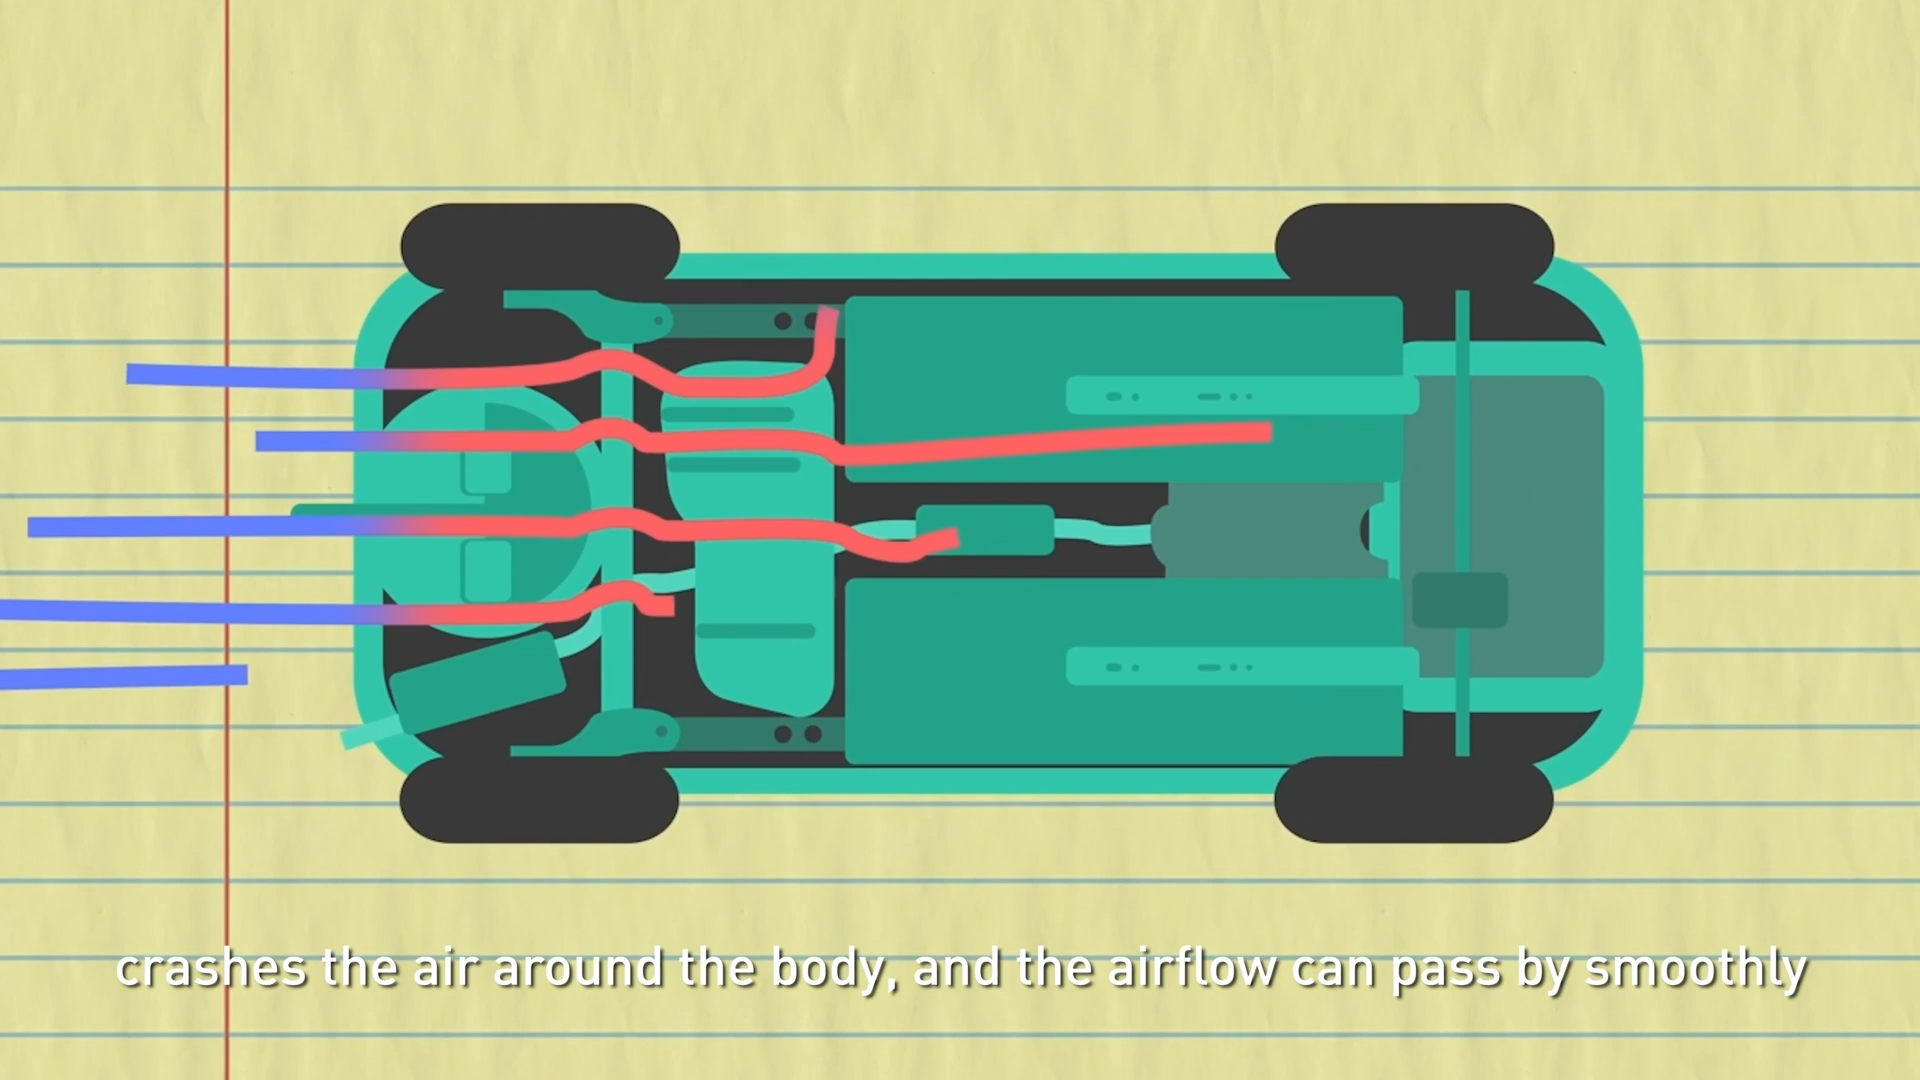 crashes the air around the body, and the airflow can pass by smoothly